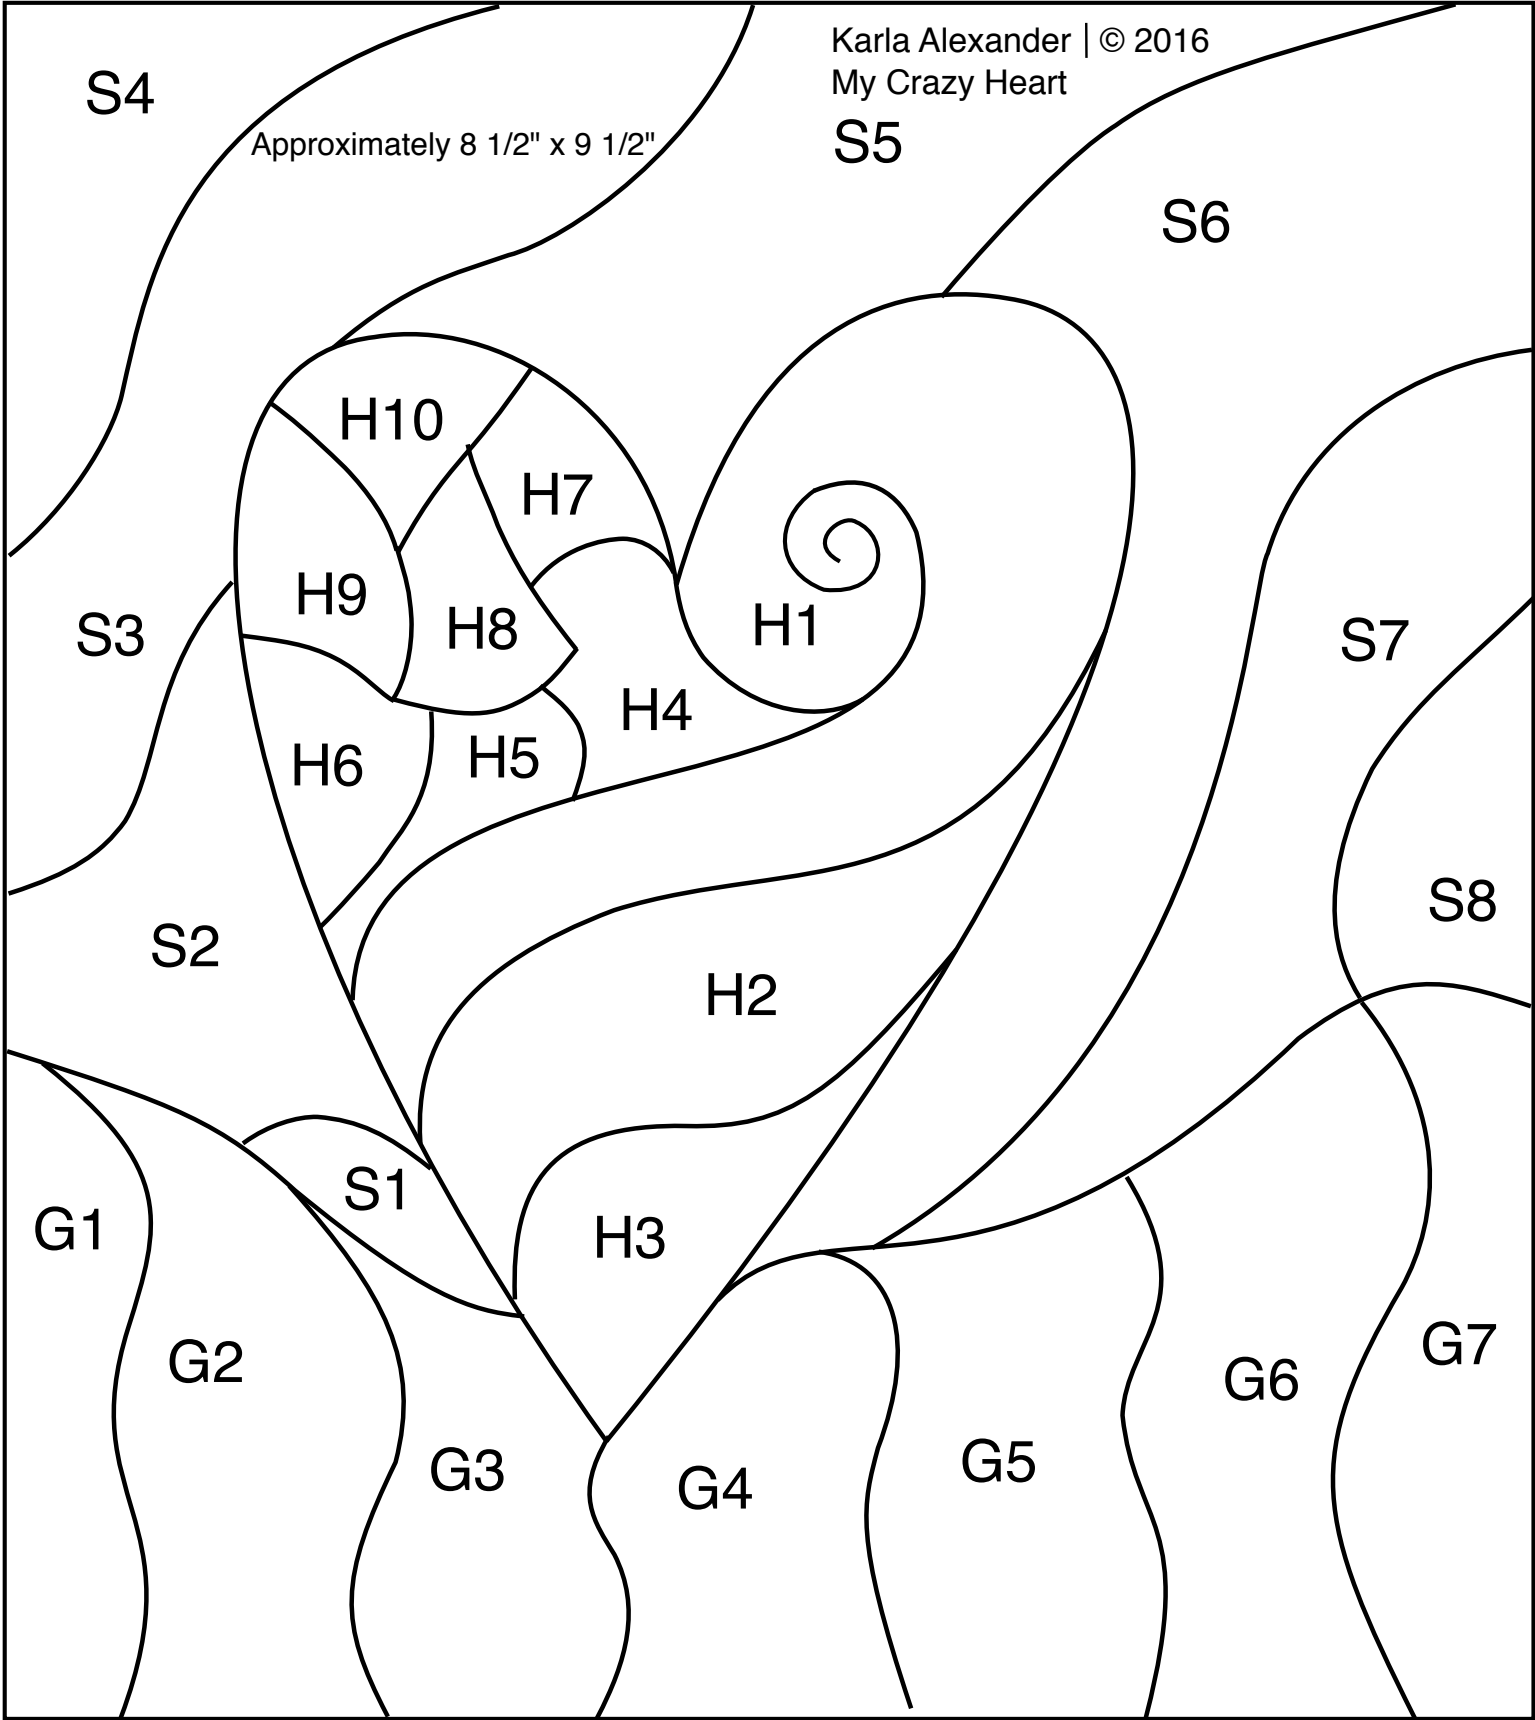 Karla Alexander | © 2016
My Crazy Heart
S4
Approximately 8 1/2" x 9 1/2"
S5
S6
H10
H7
H9
H8
H1
S3
S7
H4
H6
H5
S8
S2
H2
S1
G1
H3
G2
G7
G6
G3
G4
G5